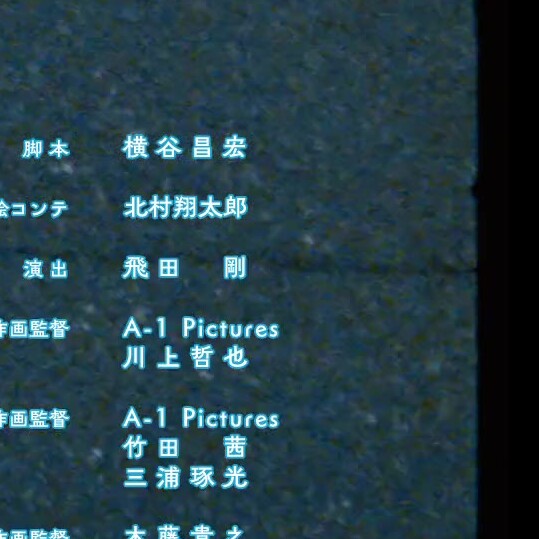 脚本 横谷昌宏
絵コンテ 北村翔太郎
演出 飛田 剛
作画監督 A-1 Pictures
川上哲也
作画監督 A-1 Pictures
竹田 茜
三浦琢光
作画監督